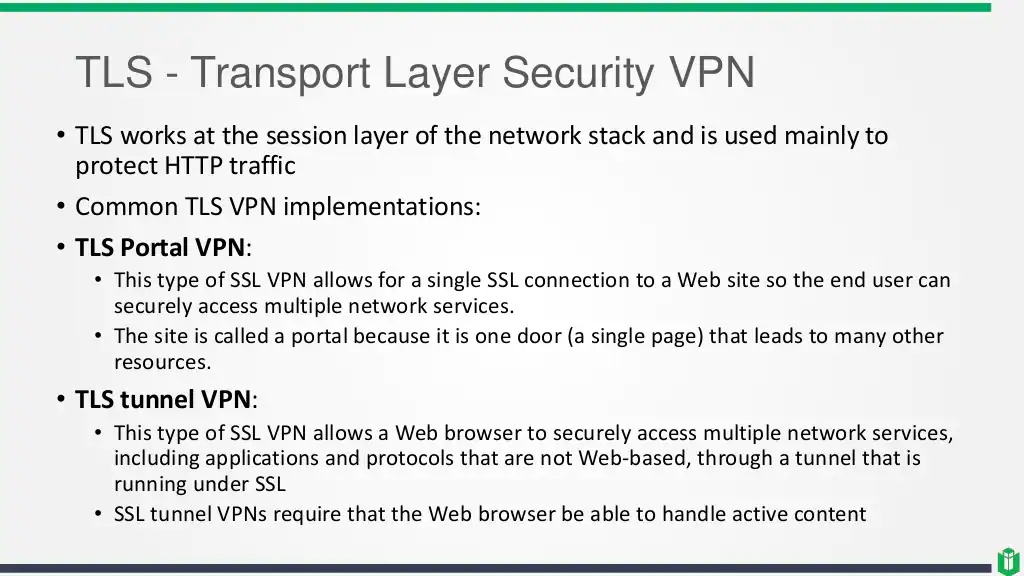 TLS - Transport Layer Security VPN
• TLS works at the session layer of the network stack and is used mainly to
protect HTTP traffic
• Common TLS VPN implementations:
• TLS Portal VPN:
• This type of SSL VPN allows for a single SSL connection to a Web site so the end user can
securely access multiple network services.
• The site is called a portal because it is one door (a single page) that leads to many other
resources.
• TLS tunnel VPN:
• This type of SSL VPN allows a Web browser to securely access multiple network services,
including applications and protocols that are not Web-based, through a tunnel that is
running under SSL
• SSL tunnel VPNs require that the Web browser be able to handle active content